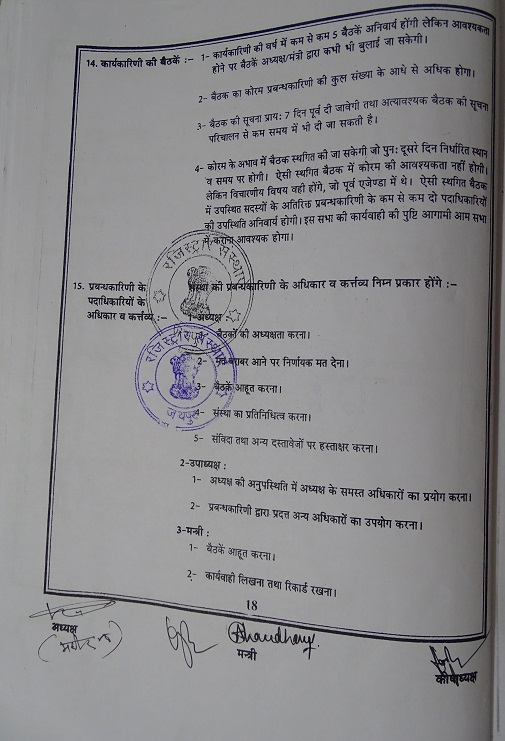 14. कार्यकारिणी की बैठकें :– 1- कार्यकारिणी की वर्ष में कम से कम 5 बैठकें अनिवार्य होंगी लेकिन आवश्यकता
होने पर बैठकें अध्यक्ष/मंत्री द्वारा कभी भी बुलाई जा सकेगी।
2- बैठक का कोरम प्रबन्धकारिणी की कुल संख्या के आधे से अधिक होगा।
3- बैठक की सूचना प्राय: 7 दिन पूर्व दी जावेगी तथा अत्यावश्यक बैठक की सूचना
परिचालन से कम समय में भी दी जा सकती है।
4- कोरम के अभाव में बैठक स्थगित की जा सकेगी जो पुन: दूसरे दिन निर्धारित स्थान
व समय पर होगी। ऐसी स्थगित बैठक में कोरम की आवश्यकता नहीं होगी।
लेकिन विचारणीय विषय वही होंगे, जो पूर्व एजेण्डा में थे। ऐसी स्थगित बैठक
में उपस्थित सदस्यों के अतिरिक्त प्रबन्धकारिणी के कम से कम दो पदाधिकारियों
की उपस्थिति अनिवार्य होगी। इस सभा की कार्यवाही की पुष्टि आगामी आम सभा
में कराना आवश्यक होगा।
रजिस्ट्रार संस्थाएं
15. प्रबन्धकारिणी के संस्था की प्रबन्धकारिणी के अधिकार व कर्त्तव्य निम्न प्रकार होंगे :–
पदाधिकारियों के
अधिकार व कर्त्तव्य :– 1-अध्यक्ष :
1- बैठकों की अध्यक्षता करना।
2- मत बराबर आने पर निर्णायक मत देना।
3- बैठकें आहूत करना।
4- संस्था का प्रतिनिधित्व करना।
जयपुर
5- संविदा तथा अन्य दस्तावेजों पर हस्ताक्षर करना।
2-उपाध्यक्ष :
1- अध्यक्ष की अनुपस्थिति में अध्यक्ष के समस्त अधिकारों का प्रयोग करना।
2- प्रबन्धकारिणी द्वारा प्रदत्त अन्य अधिकारों का उपयोग करना।
3-मन्त्री :
1- बैठकें आहूत करना।
2- कार्यवाही लिखना तथा रिकार्ड रखना।
18
अध्यक्ष
Bhaudhary
मन्त्री
कोषाध्यक्ष